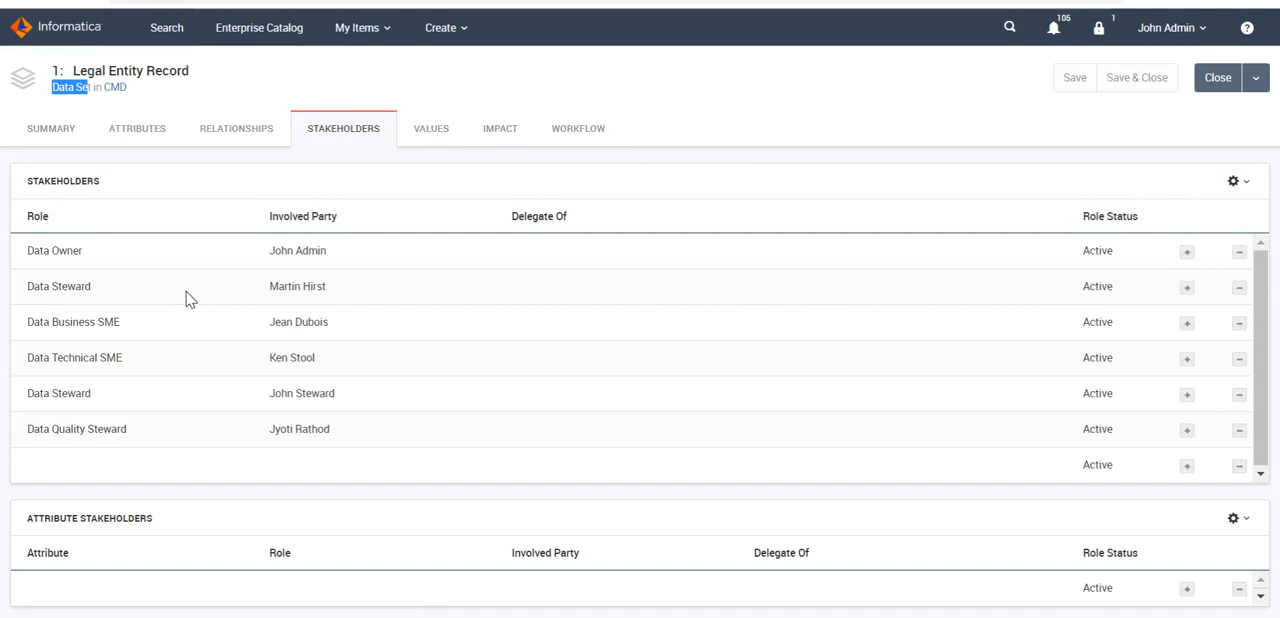 Informatica Search Enterprise Catalog My Items Create 105 1 John Admin ?
1: Legal Entity Record
Data Set in CMD
Save Save & Close Close
SUMMARY ATTRIBUTES RELATIONSHIPS STAKEHOLDERS VALUES IMPACT WORKFLOW
STAKEHOLDERS
Role Involved Party Delegate Of Role Status
Data Owner John Admin Active + −
Data Steward Martin Hirst Active + −
Data Business SME Jean Dubois Active + −
Data Technical SME Ken Stool Active + −
Data Steward John Steward Active + −
Data Quality Steward Jyoti Rathod Active + −
Active + −
ATTRIBUTE STAKEHOLDERS
Attribute Role Involved Party Delegate Of Role Status
Active + −